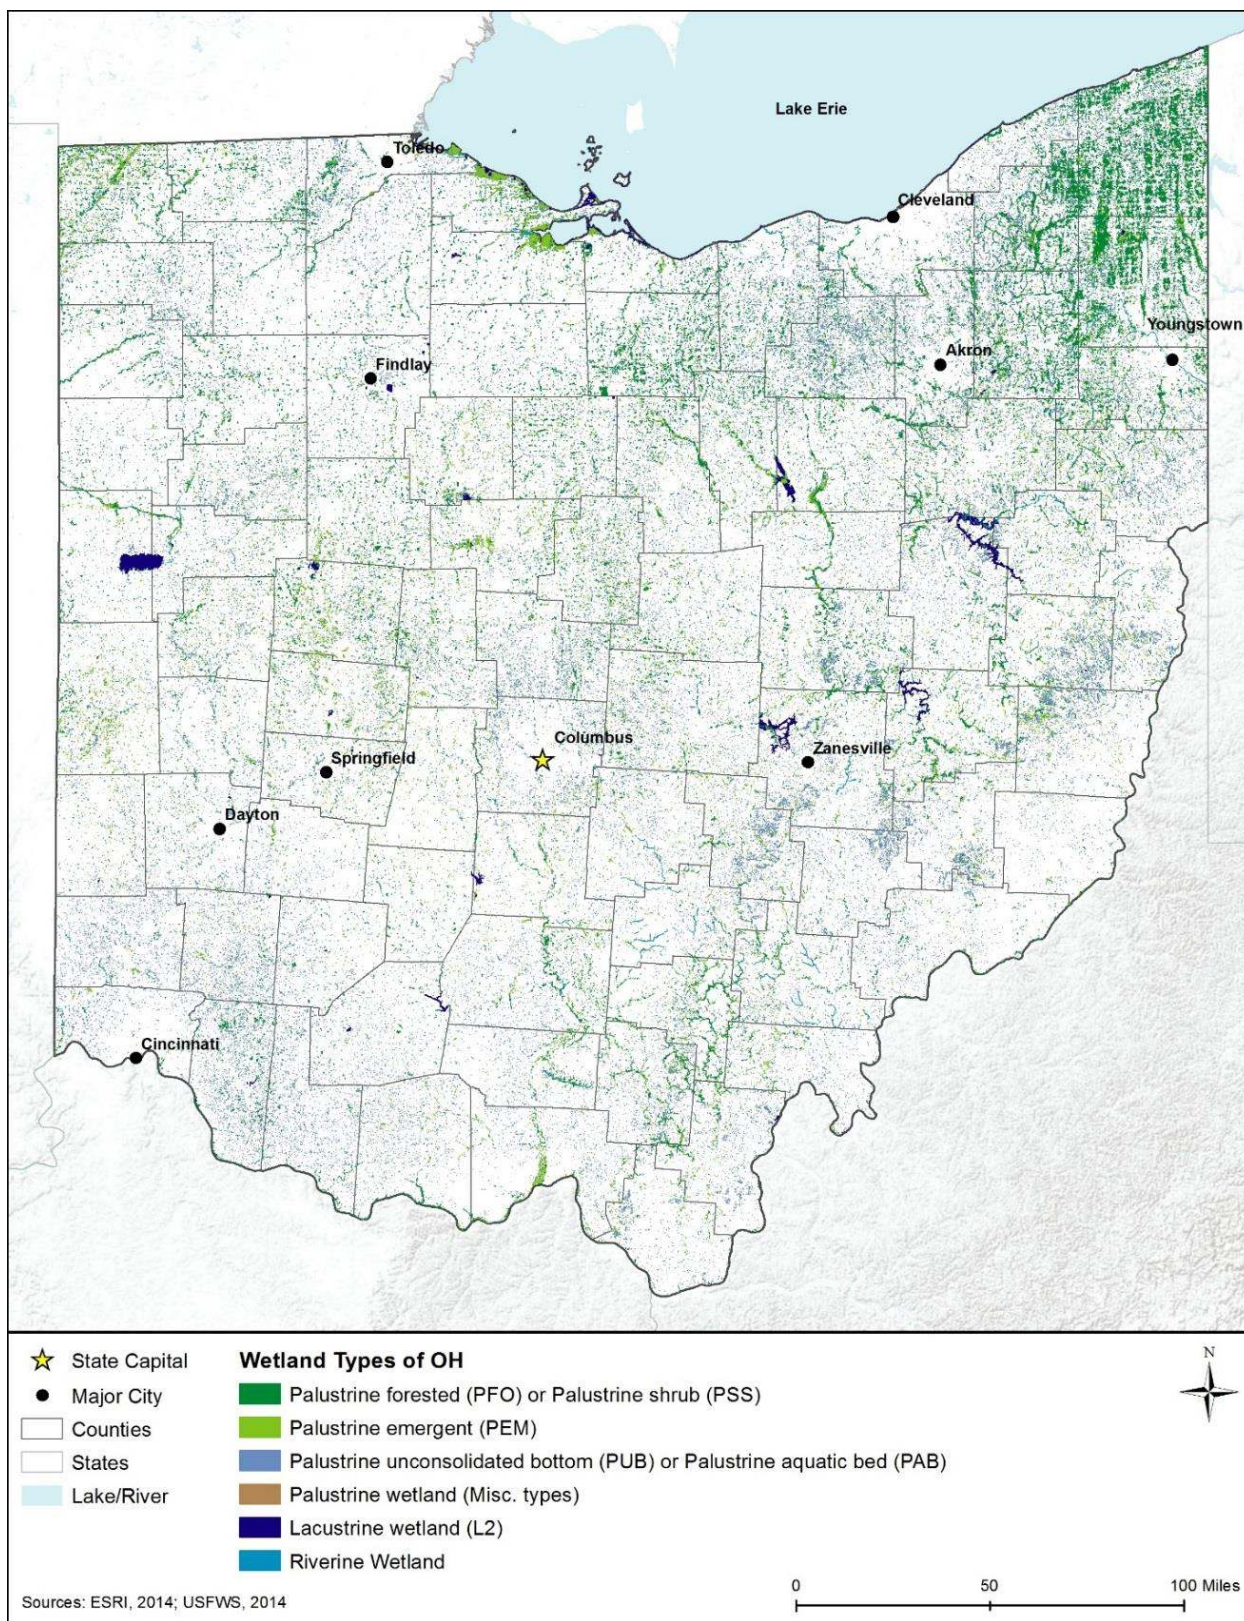 Lake Erie
Toledo
Cleveland
Youngstown
Akron
Findlay
Columbus
Zanesville
Springfield
Dayton
Cincinnati
State Capital
Major City
Counties
States
Lake/River
Wetland Types of OH
Palustrine forested (PFO) or Palustrine shrub (PSS)
Palustrine emergent (PEM)
Palustrine unconsolidated bottom (PUB) or Palustrine aquatic bed (PAB)
Palustrine wetland (Misc. types)
Lacustrine wetland (L2)
Riverine Wetland
N
0 50 100 Miles
Sources: ESRI, 2014; USFWS, 2014